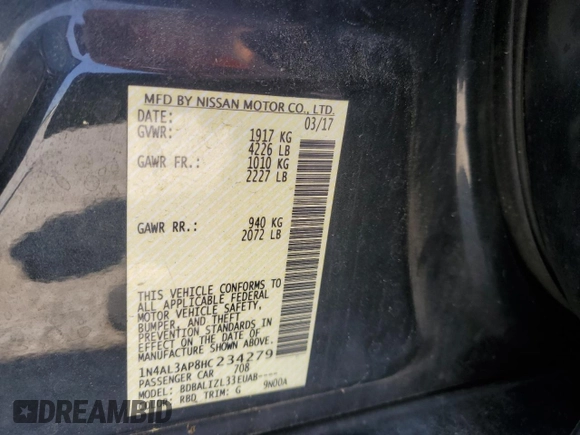 MFD BY NISSAN MOTOR CO., LTD.
DATE: 03/17
GVWR: 1917 KG
4226 LB
GAWR FR.: 1010 KG
2227 LB
GAWR RR.: 940 KG
2072 LB
THIS VEHICLE CONFORMS TO
ALL APPLICABLE FEDERAL
MOTOR VEHICLE SAFETY,
BUMPER, AND THEFT
PREVENTION STANDARDS IN
EFFECT ON THE DATE OF
MANUFACTURE SHOWN ABOVE.
1N4AL3AP8HC234279
PASSENGER CAR 708
MODEL: BDBALIZL33EUAB----
RBD TRIM: G 9N00A
EUROBID